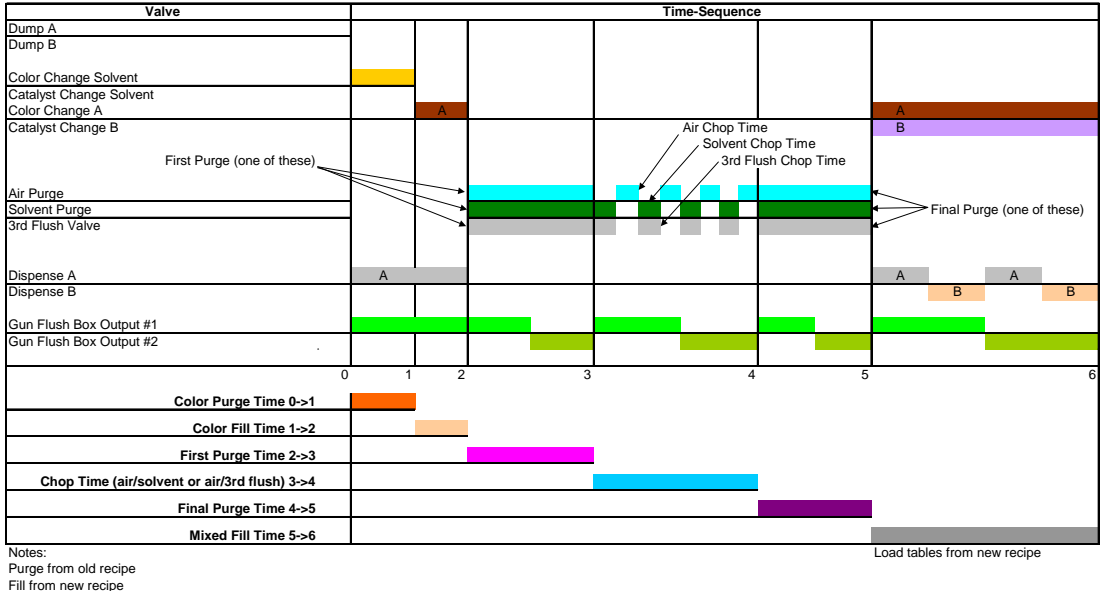 Valve Time-Sequence
Dump A
Dump B
Color Change Solvent
Catalyst Change Solvent
Color Change A A A
Catalyst Change B B
Air Chop Time
Solvent Chop Time
First Purge (one of these) 3rd Flush Chop Time
Air Purge
Solvent Purge Final Purge (one of these)
3rd Flush Valve
Dispense A A A A
Dispense B B B
Gun Flush Box Output #1
Gun Flush Box Output #2 .
0 1 2 3 4 5 6
Color Purge Time 0->1
Color Fill Time 1->2
First Purge Time 2->3
Chop Time (air/solvent or air/3rd flush) 3->4
Final Purge Time 4->5
Mixed Fill Time 5->6
Notes: Load tables from new recipe
Purge from old recipe
Fill from new recipe